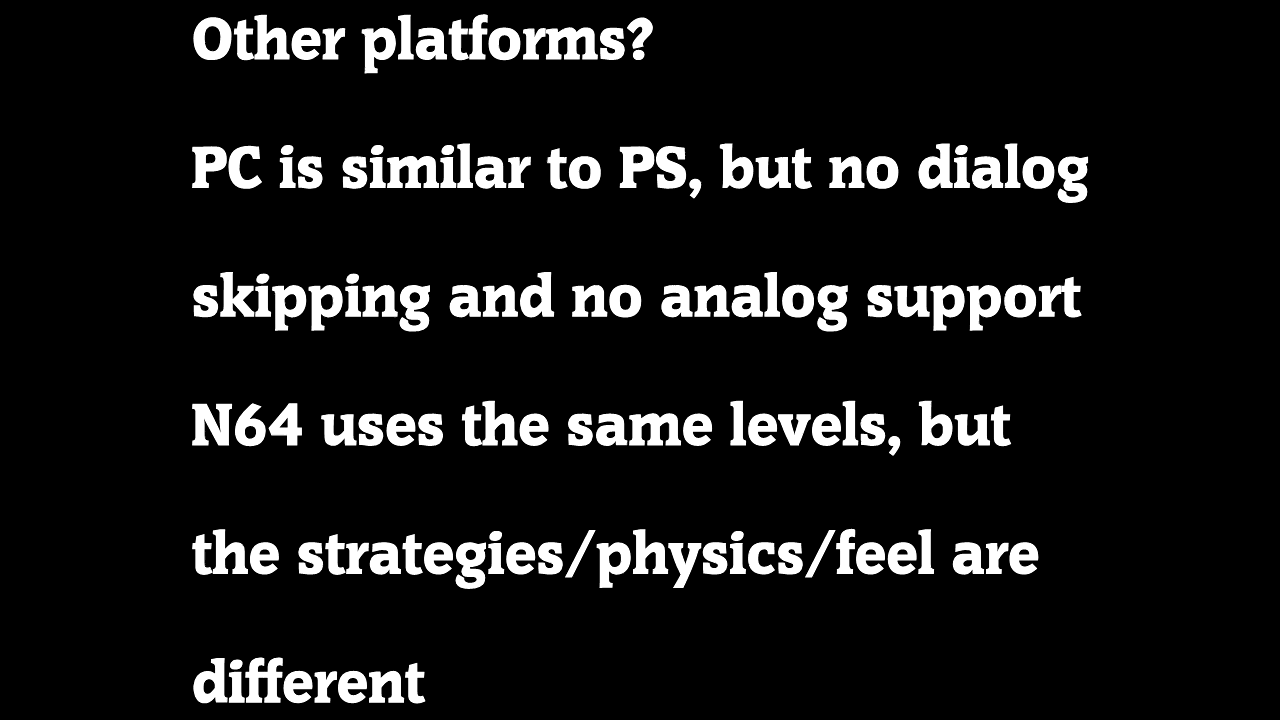 Other platforms?
PC is similar to PS, but no dialog
skipping and no analog support
N64 uses the same levels, but
the strategies/physics/feel are
different